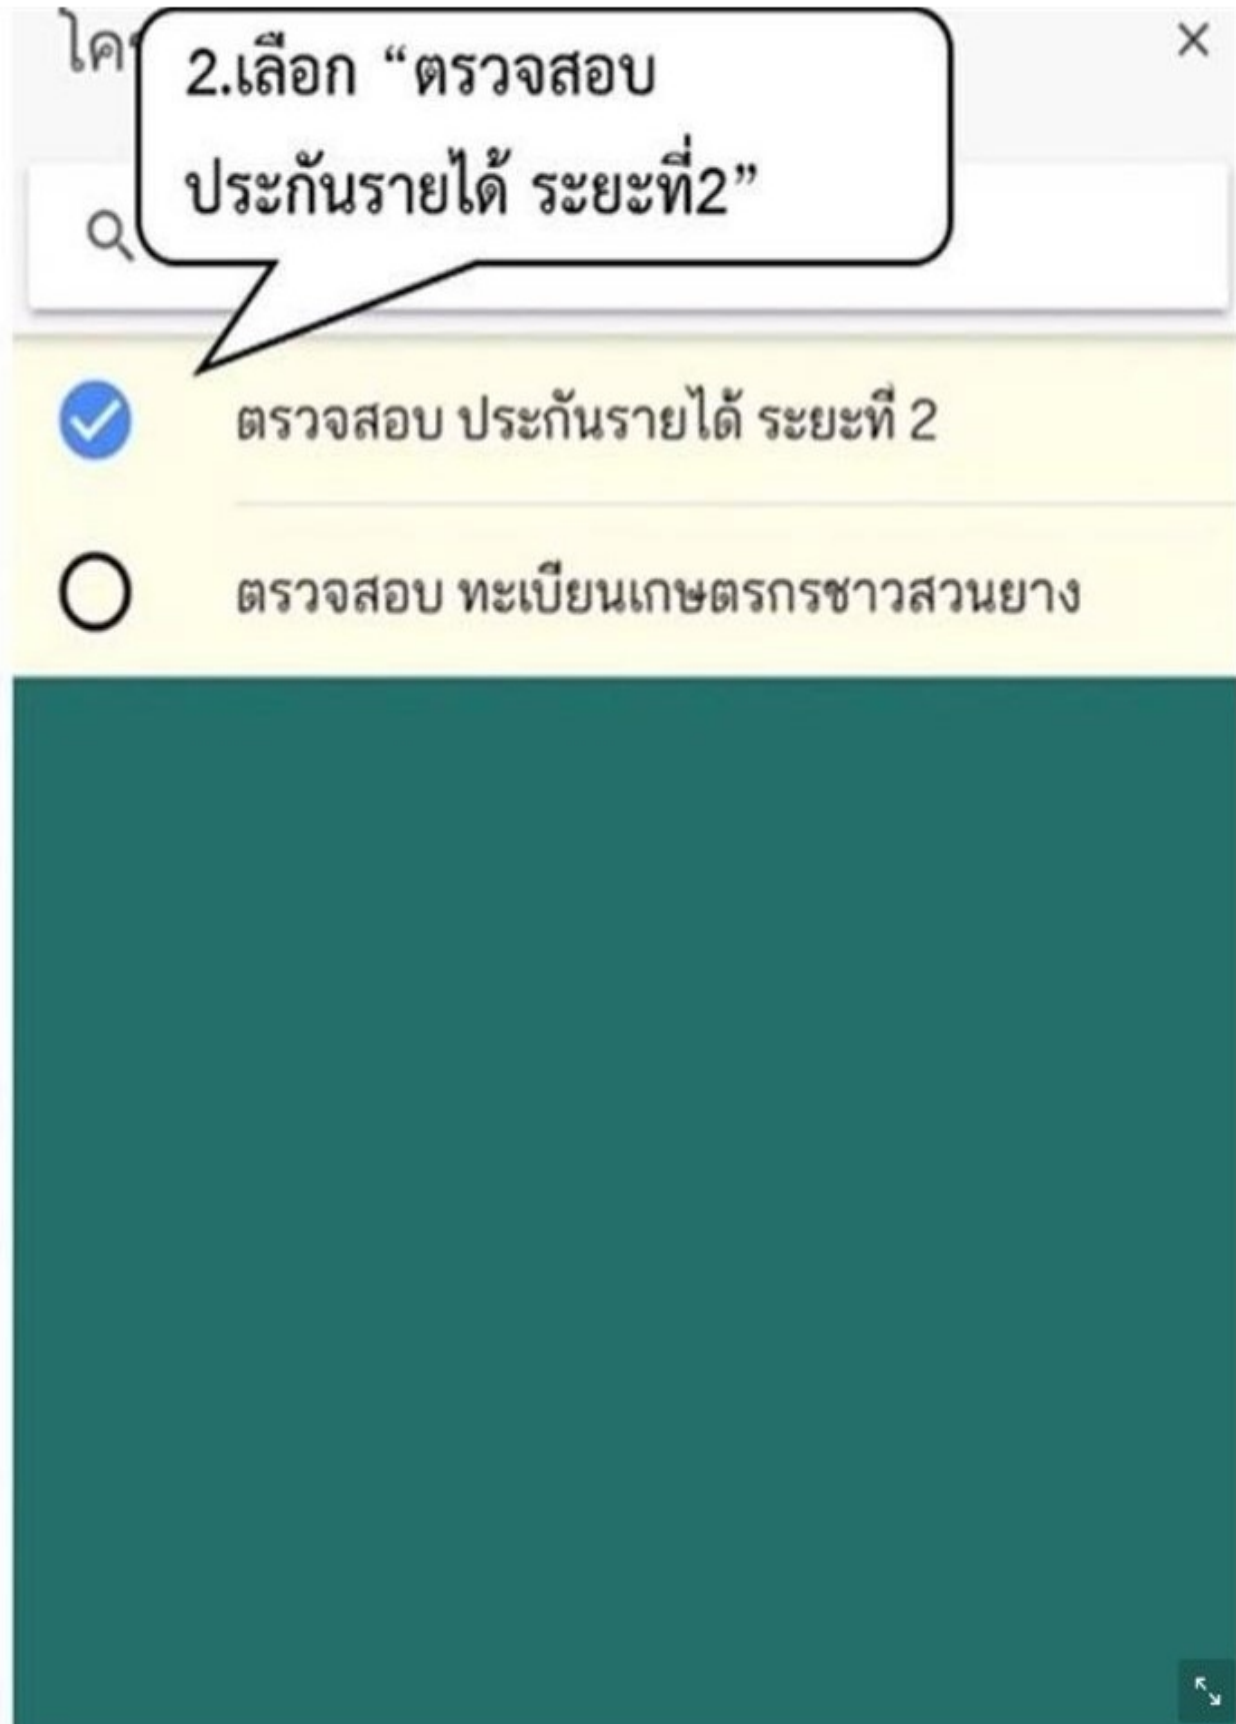 2.เลือก “ตรวจสอบ
ประกันรายได้ ระยะที่2”
ตรวจสอบ ประกันรายได้ ระยะที่ 2
ตรวจสอบ ทะเบียนเกษตรกรชาวสวนยาง